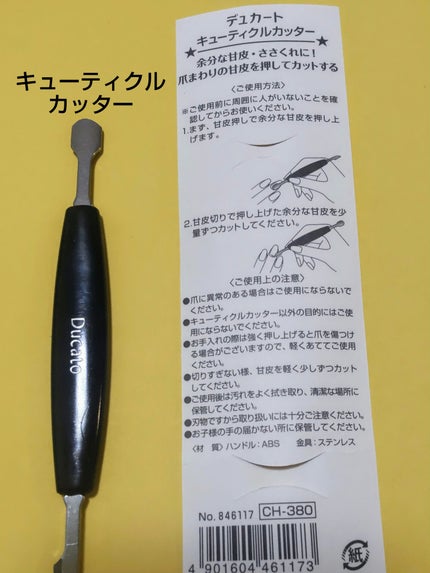 キューティクル
カッター
Ducato
デュカート
★キューティクルカッター★
余分な甘皮・ささくれに!
爪まわりの甘皮を押してカットする
〈ご使用方法〉
※ご使用前に周囲に人がいないことを確
認してからお使いください。
1.まず、甘皮押しで余分な甘皮を押し上
げます。
2.甘皮切りで押し上げた余分な甘皮を少
量ずつカットしてください。
〈ご使用上の注意〉
●爪に異常のある場合はご使用にならないで
ください。
●キューティクルカッター以外の目的にはご使
用にならないでください。
●お手入れの際は強く押し上げると爪を傷つけ
る場合がございますので、軽くあててご使用
ください。
●切りすぎない様、甘皮を軽く少しずつカット
してください。
●ご使用後は汚れをよく拭き取り、清潔な場所に
保管してください。
●刃物ですから取り扱いには十分ご注意ください。
●お子様の手の届かない所に保管してください。
〈材 質〉ハンドル:ABS 金具:ステンレス
No.846117 CH-380
4 901604 461173
紙